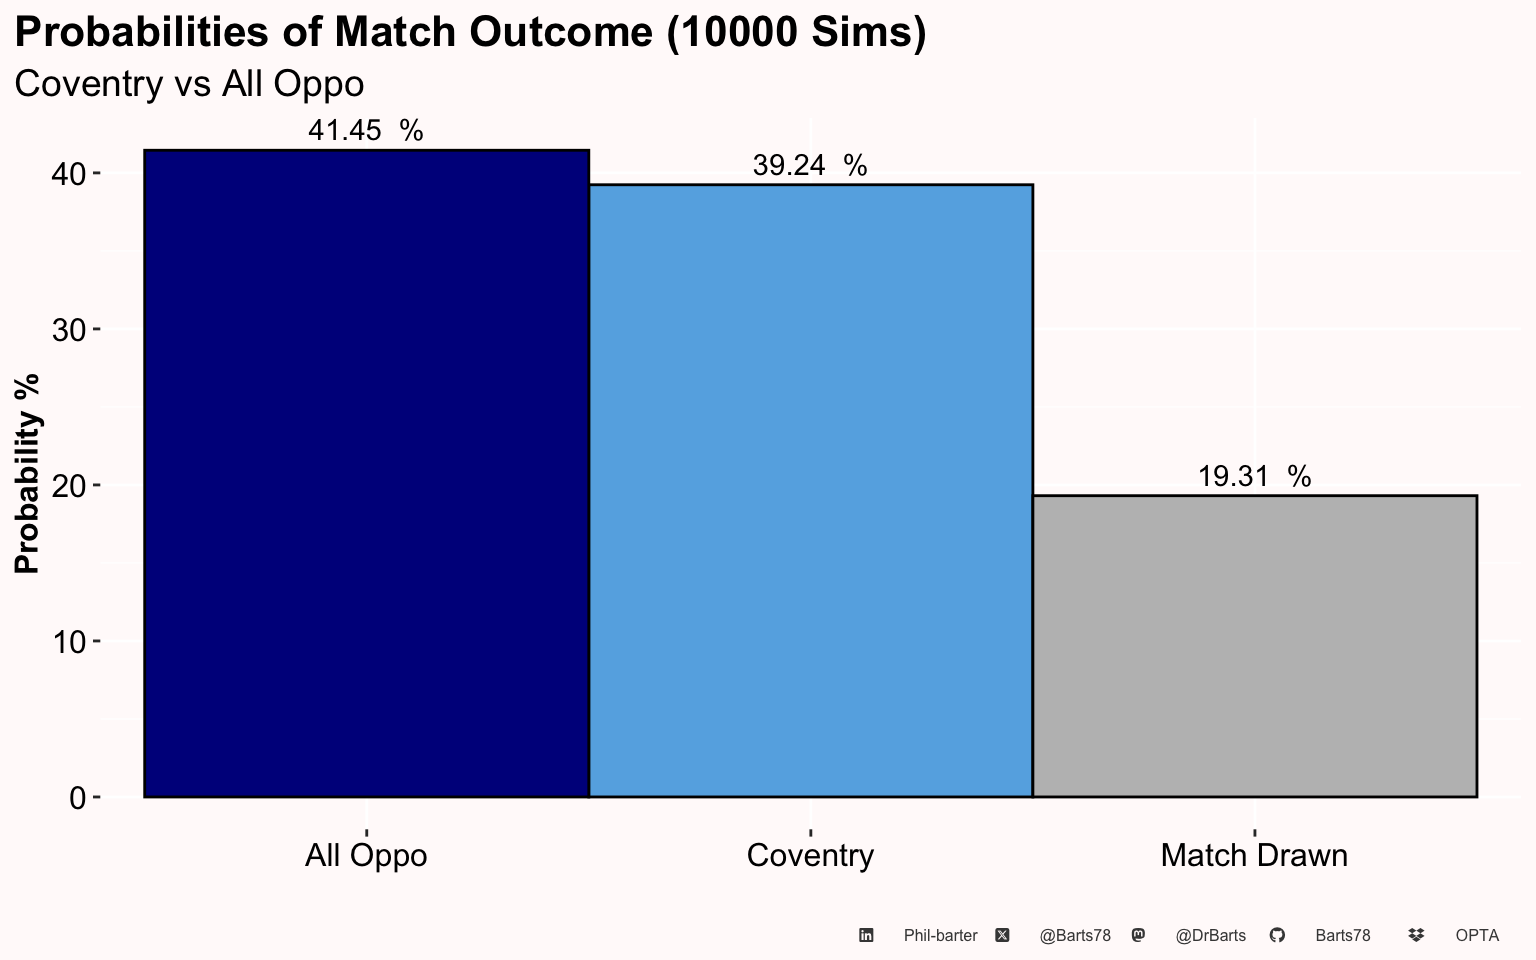 Probabilities of Match Outcome (10000 Sims)
Coventry vs All Oppo
41.45 %
39.24 %
19.31 %
40
30
20
10
0
Probability %
All Oppo Coventry Match Drawn
Phil-barter @Barts78 @DrBarts Barts78 OPTA